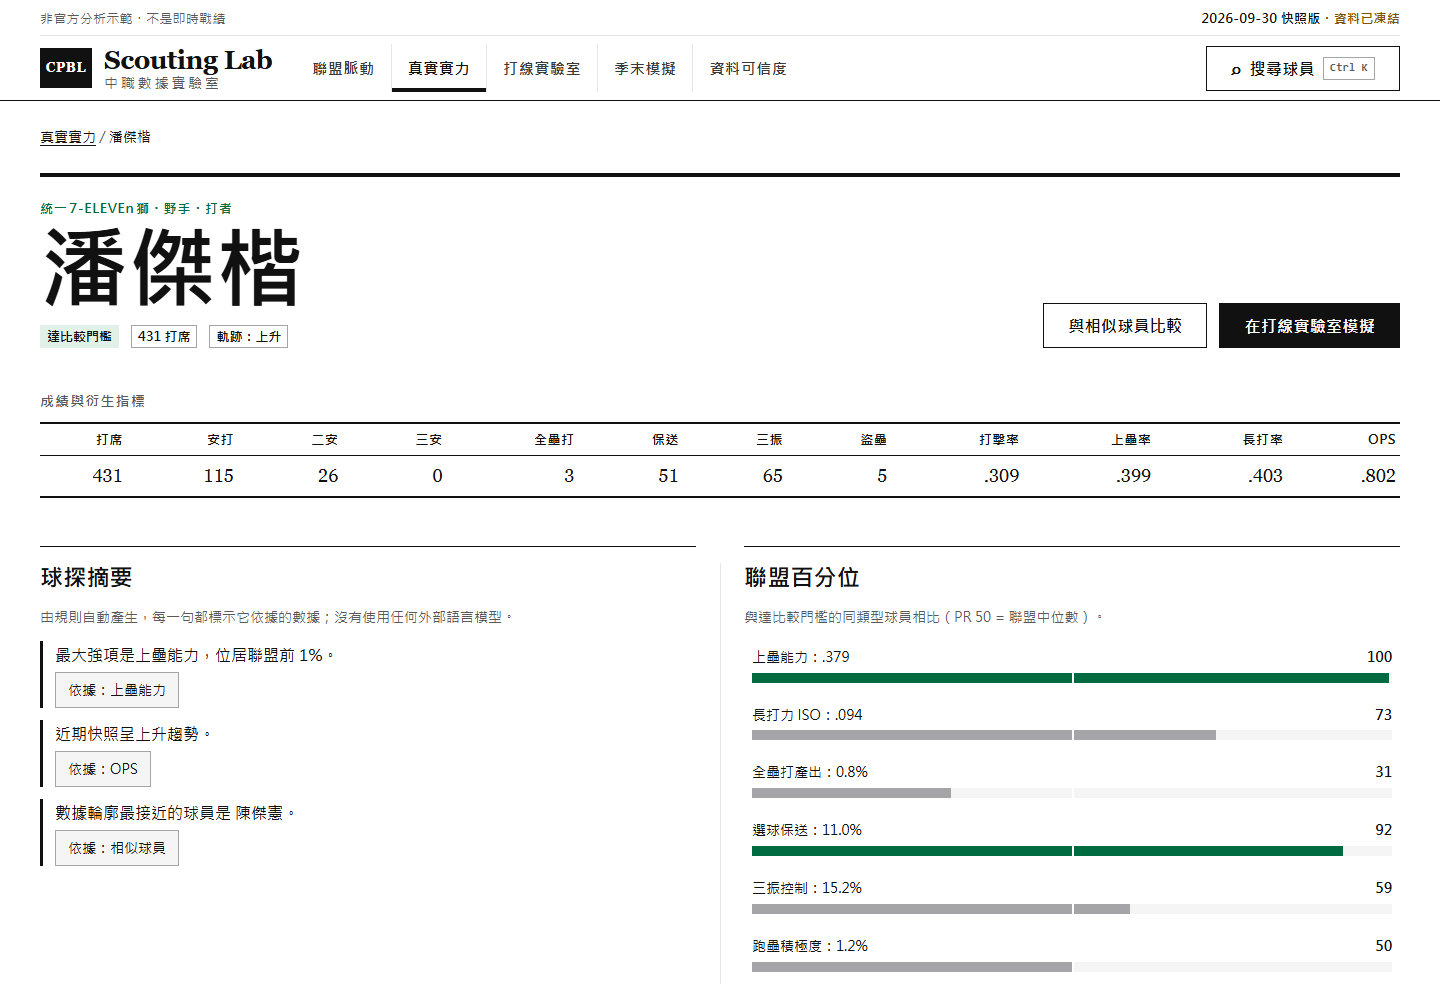 非官方分析示範・不是即時戰績
2026-09-30 快照版・資料已凍結
CPBL
Scouting Lab
中職數據實驗室
聯盟脈動
真實實力
打線實驗室
季末模擬
資料可信度
⌕ 搜尋球員 Ctrl K
真實實力 / 潘傑楷
統一7-ELEVEn獅・野手・打者
潘傑楷
達比較門檻
431 打席
軌跡：上升
與相似球員比較
在打線實驗室模擬
成績與衍生指標
打席 安打 二安 三安 全壘打 保送 三振 盜壘 打擊率 上壘率 長打率 OPS
431 115 26 0 3 51 65 5 .309 .399 .403 .802
球探摘要
由規則自動產生，每一句都標示它依據的數據；沒有使用任何外部語言模型。
最大強項是上壘能力，位居聯盟前 1%。
依據：上壘能力
近期快照呈上升趨勢。
依據：OPS
數據輪廓最接近的球員是 陳傑憲。
依據：相似球員
聯盟百分位
與達比較門檻的同類型球員相比（PR 50 = 聯盟中位數）。
上壘能力：.379 100
長打力 ISO：.094 73
全壘打產出：0.8% 31
選球保送：11.0% 92
三振控制：15.2% 59
跑壘積極度：1.2% 50